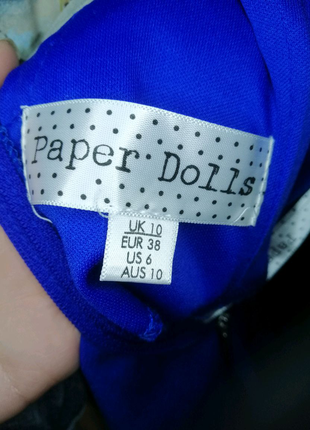 Paper Dolls
UK 10
EUR 38
US 6
AUS 10